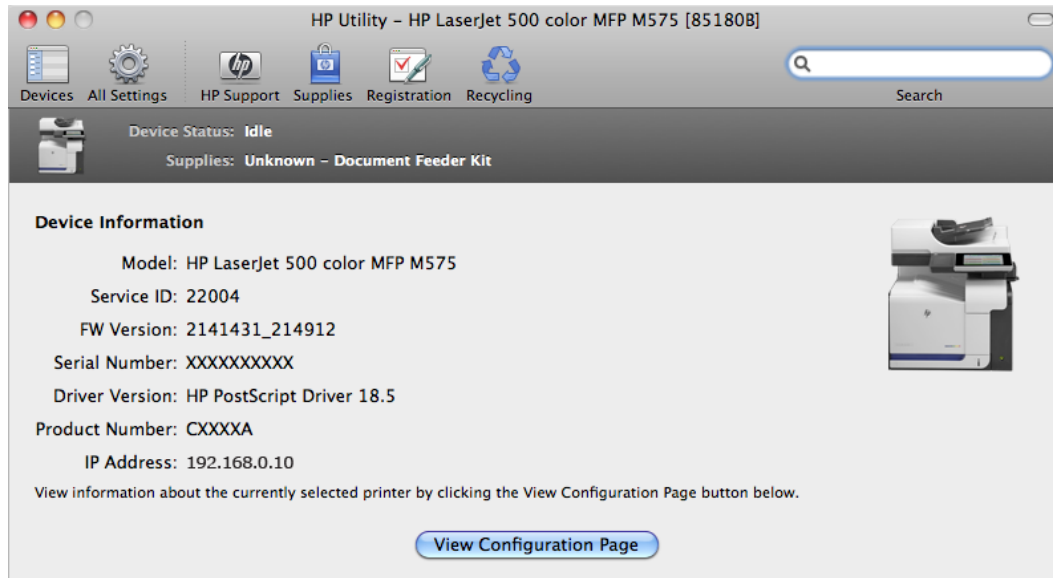 HP Utility – HP LaserJet 500 color MFP M575 [85180B]
Devices All Settings HP Support Supplies Registration Recycling Search
Device Status: Idle
Supplies: Unknown – Document Feeder Kit
Device Information
Model: HP LaserJet 500 color MFP M575
Service ID: 22004
FW Version: 2141431_214912
Serial Number: XXXXXXXXXX
Driver Version: HP PostScript Driver 18.5
Product Number: CXXXXA
IP Address: 192.168.0.10
View information about the currently selected printer by clicking the View Configuration Page button below.
View Configuration Page